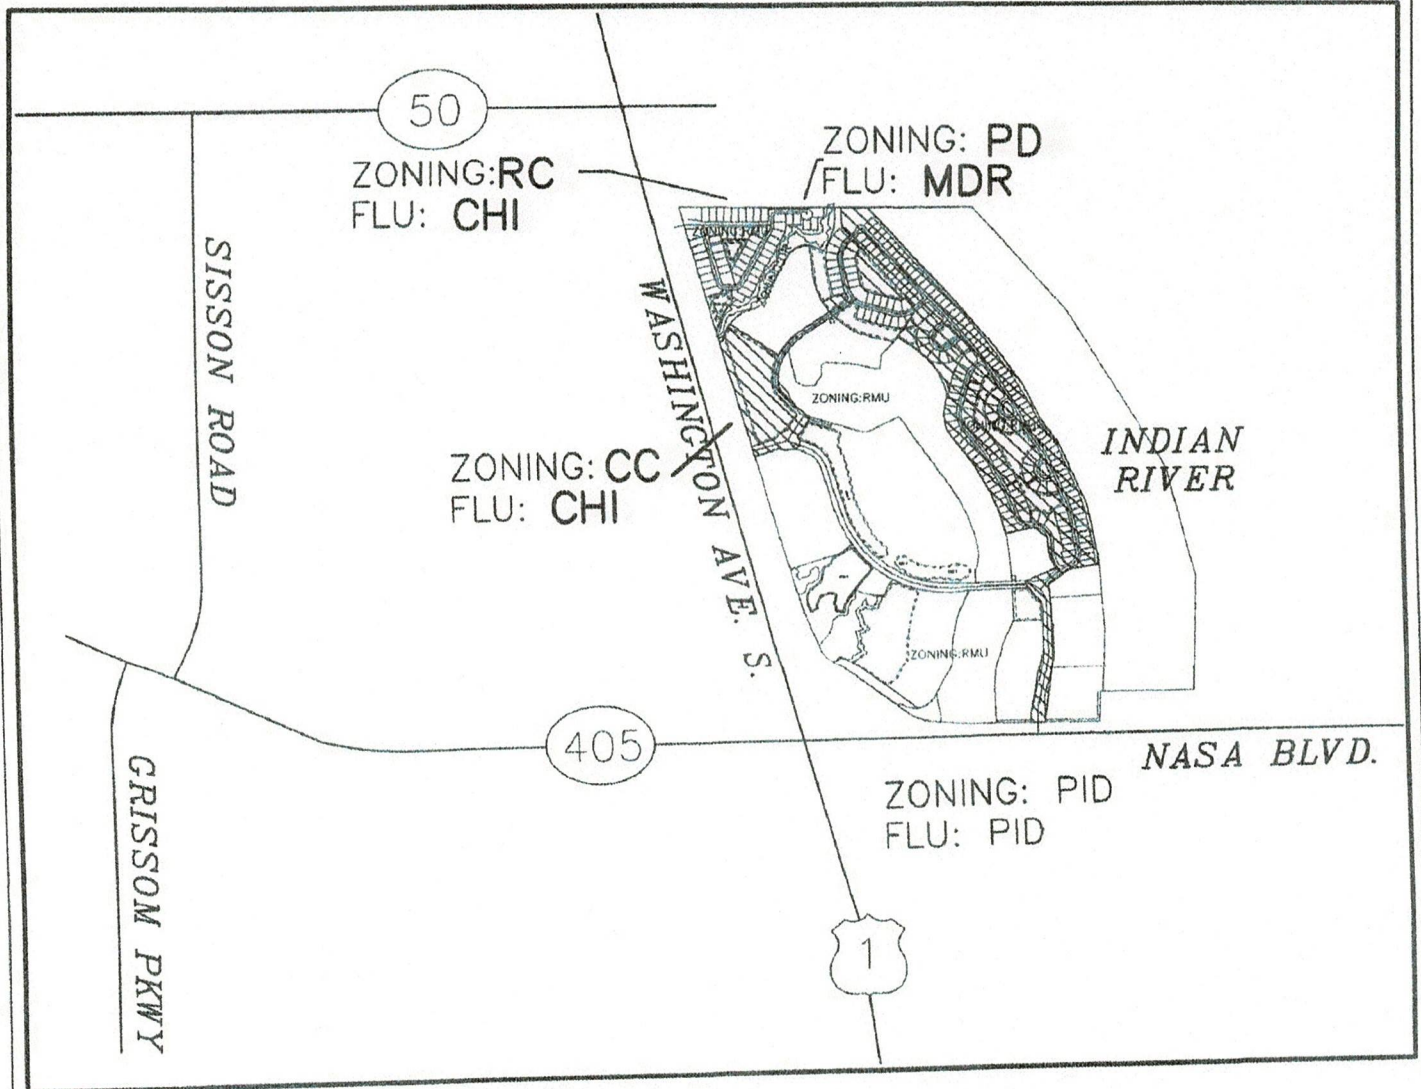 50
ZONING: PD
FLU: MDR
ZONING:RC
FLU: CHI
SISSON ROAD
WASHINGTON AVE. S.
ZONING:RMU
INDIAN
RIVER
ZONING: CC
FLU: CHI
ZONING:RMU
405
NASA BLVD.
GRISSOM PKWY
ZONING: PID
FLU: PID
1